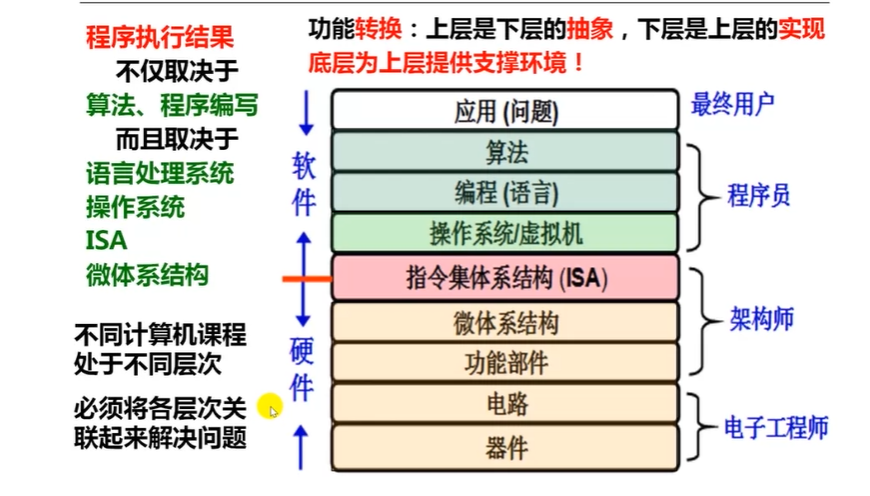 功能转换：上层是下层的抽象，下层是上层的实现
底层为上层提供支撑环境！
程序执行结果
不仅取决于
算法、程序编写
而且取决于
语言处理系统
操作系统
ISA
微体系结构
不同计算机课程
处于不同层次
必须将各层次关
联起来解决问题
软件
硬件
应用 (问题)
算法
编程 (语言)
操作系统/虚拟机
指令集体系结构 (ISA)
微体系结构
功能部件
电路
器件
最终用户
程序员
架构师
电子工程师